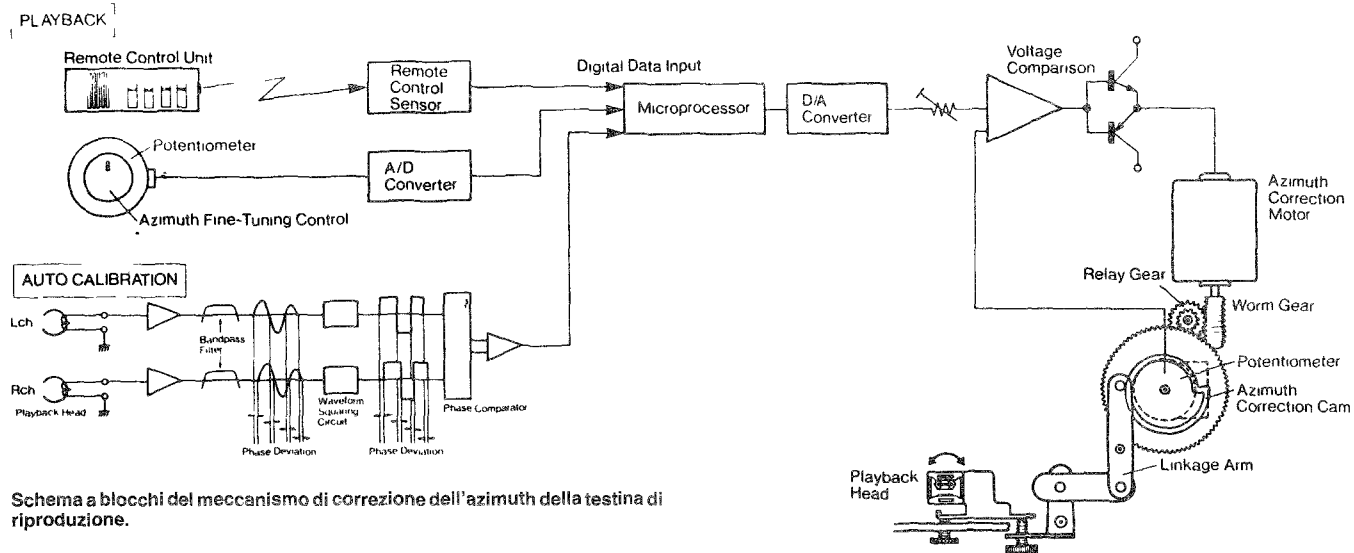 PLAYBACK
Remote Control Unit
Remote
Control
Sensor
Digital Data Input
Microprocessor
D/A
Converter
Voltage
Comparison
Potentiometer
A/D
Converter
Azimuth Fine-Tuning Control
Azimuth
Correction
Motor
AUTO CALIBRATION
Lch
Rch
Playback Head
Bandpass
Filter
Waveform
Squaring
Circuit
Phase Comparator
Phase Deviation
Phase Deviation
Relay Gear
Worm Gear
Potentiometer
Azimuth
Correction Cam
Linkage Arm
Playback
Head
Schema a blocchi del meccanismo di correzione dell'azimuth della testina di
riproduzione.